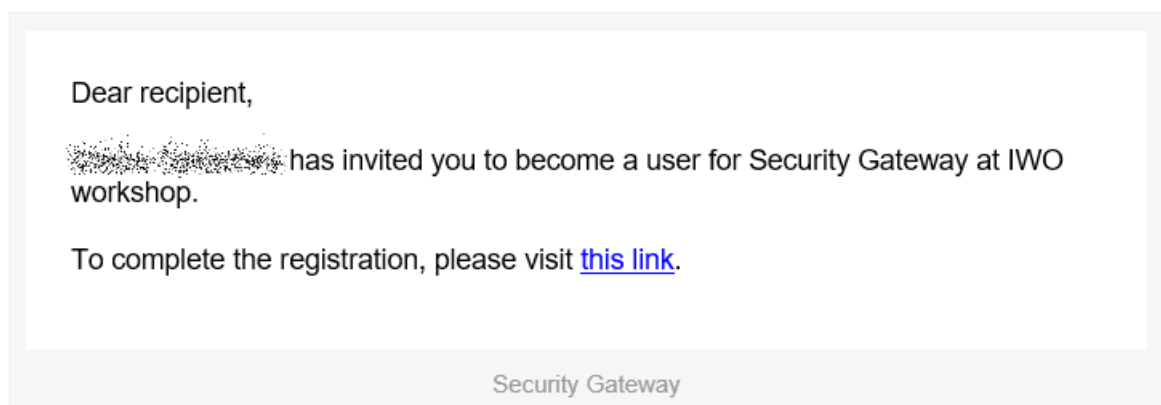 Dear recipient,
has invited you to become a user for Security Gateway at IWO
workshop.
To complete the registration, please visit this link.
Security Gateway